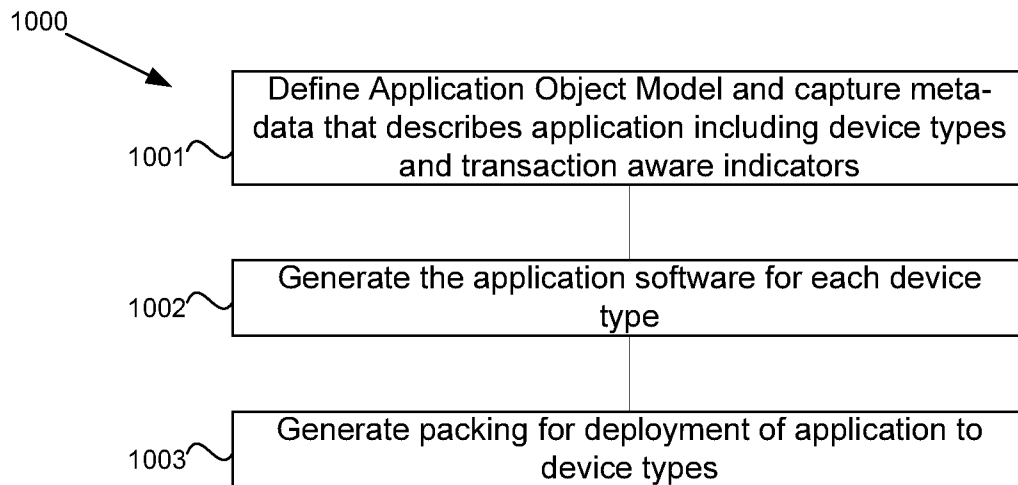 1000
Define Application Object Model and capture meta-
data that describes application including device types
and transaction aware indicators
1001
Generate the application software for each device
type
1002
Generate packing for deployment of application to
device types
1003